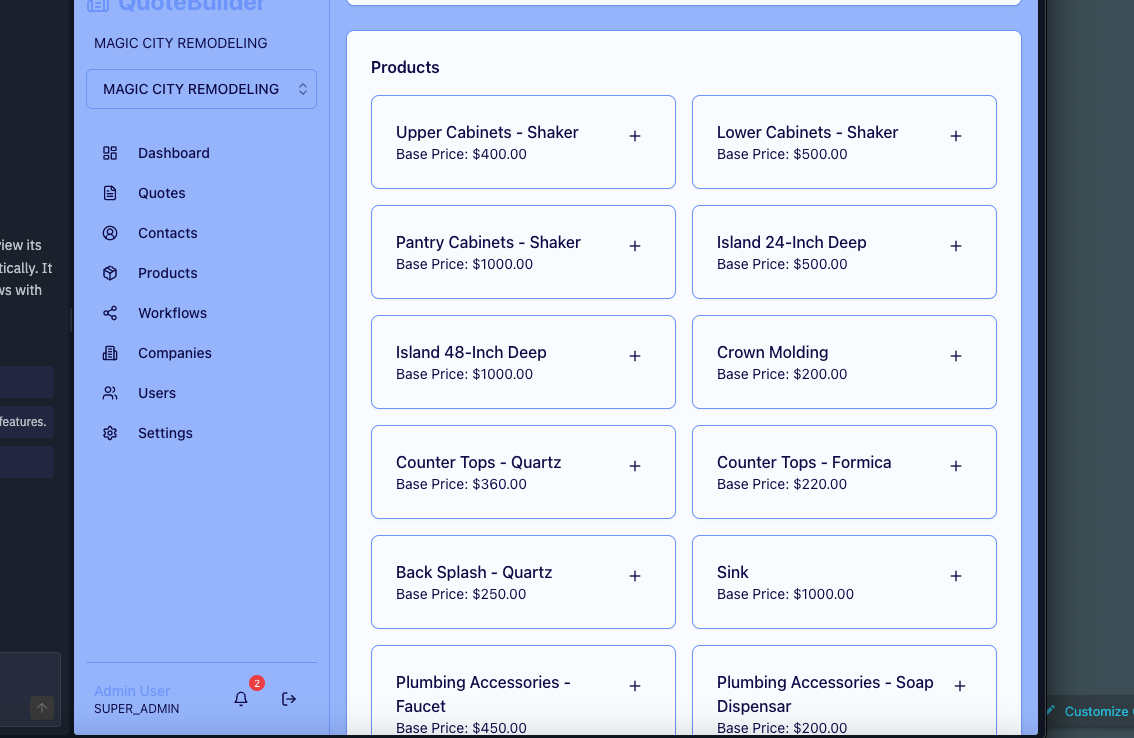 QuoteBuilder
MAGIC CITY REMODELING
MAGIC CITY REMODELING
Dashboard
Quotes
Contacts
Products
Workflows
Companies
Users
Settings
Admin User
SUPER_ADMIN
2
Products
Upper Cabinets - Shaker
Base Price: $400.00
Lower Cabinets - Shaker
Base Price: $500.00
Pantry Cabinets - Shaker
Base Price: $1000.00
Island 24-Inch Deep
Base Price: $500.00
Island 48-Inch Deep
Base Price: $1000.00
Crown Molding
Base Price: $200.00
Counter Tops - Quartz
Base Price: $360.00
Counter Tops - Formica
Base Price: $220.00
Back Splash - Quartz
Base Price: $250.00
Sink
Base Price: $1000.00
Plumbing Accessories -
Faucet
Base Price: $450.00
Plumbing Accessories - Soap
Dispensar
Base Price: $200.00
its
It
with
features.
Customize